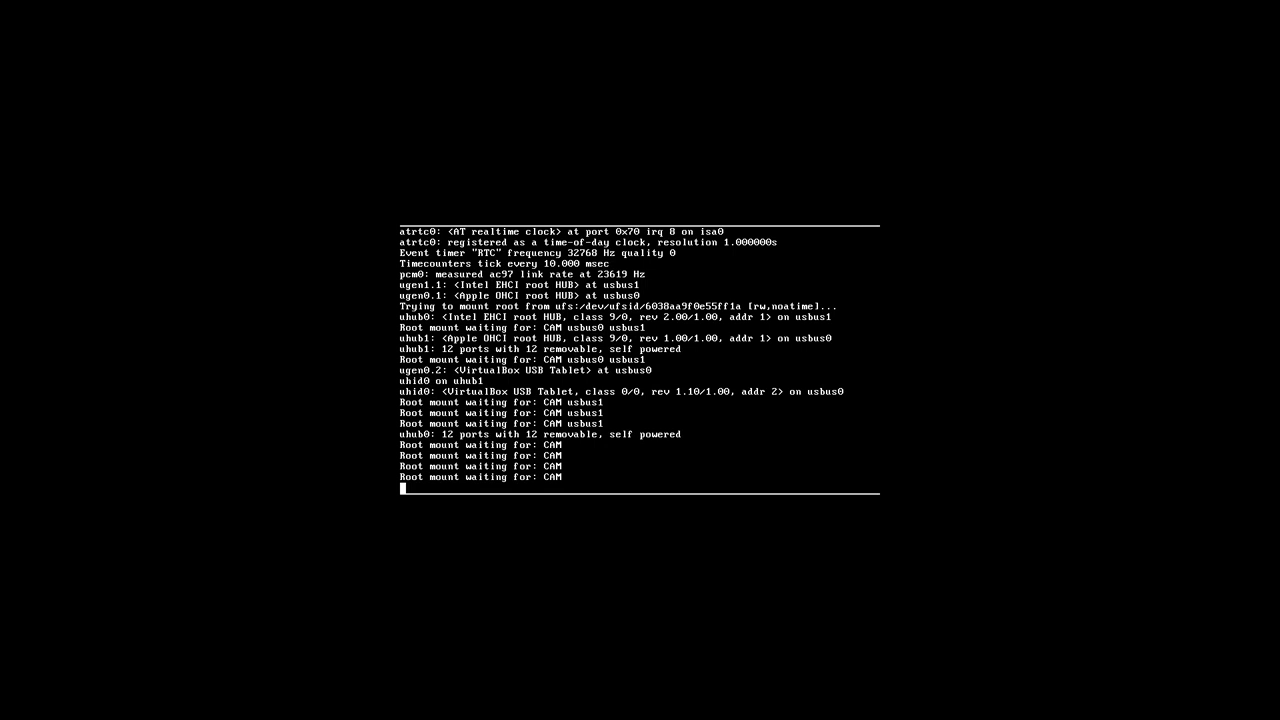 atrtc0: <AT realtime clock> at port 0x70 irq 8 on isa0
atrtc0: registered as a time-of-day clock, resolution 1.000000s
Event timer "RTC" frequency 32768 Hz quality 0
Timecounters tick every 10.000 msec
pcm0: measured ac97 link rate at 23619 Hz
ugen1.1: <Intel EHCI root HUB> at usbus1
ugen0.1: <Apple OHCI root HUB> at usbus0
Trying to mount root from ufs:/dev/ufsid/6038aa9f0e55ff1a [rw,noatime]...
uhub0: <Intel EHCI root HUB, class 9/0, rev 2.00/1.00, addr 1> on usbus1
Root mount waiting for: CAM usbus0 usbus1
uhub1: <Apple OHCI root HUB, class 9/0, rev 1.00/1.00, addr 1> on usbus0
uhub1: 12 ports with 12 removable, self powered
Root mount waiting for: CAM usbus0 usbus1
ugen0.2: <VirtualBox USB Tablet> at usbus0
uhid0 on uhub1
uhid0: <VirtualBox USB Tablet, class 0/0, rev 1.10/1.00, addr 2> on usbus0
Root mount waiting for: CAM usbus1
Root mount waiting for: CAM usbus1
Root mount waiting for: CAM usbus1
uhub0: 12 ports with 12 removable, self powered
Root mount waiting for: CAM
Root mount waiting for: CAM
Root mount waiting for: CAM
Root mount waiting for: CAM